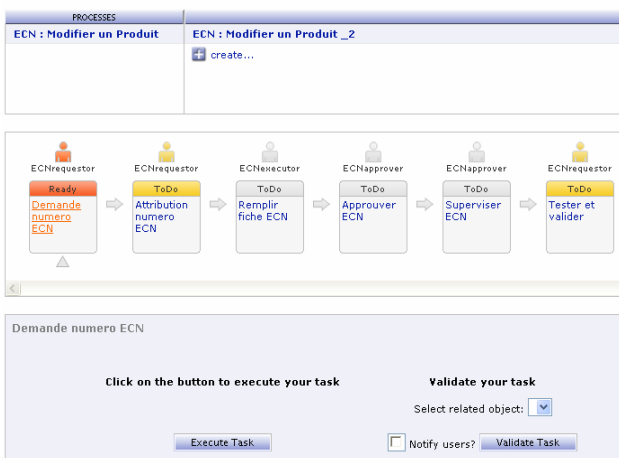 PROCESSES
ECN : Modifier un Produit
ECN : Modifier un Produit _2
create...
ECNrequestor ECNrequestor ECNexecutor ECNapprover ECNapprover ECNrequestor
Ready ToDo ToDo ToDo ToDo ToDo
Demande Attribution Remplir Approuver Superviser Tester et
numero numero fiche ECN ECN ECN valider
ECN ECN
Demande numero ECN
Click on the button to execute your task Validate your task
Select related object:
Execute Task Notify users? Validate Task